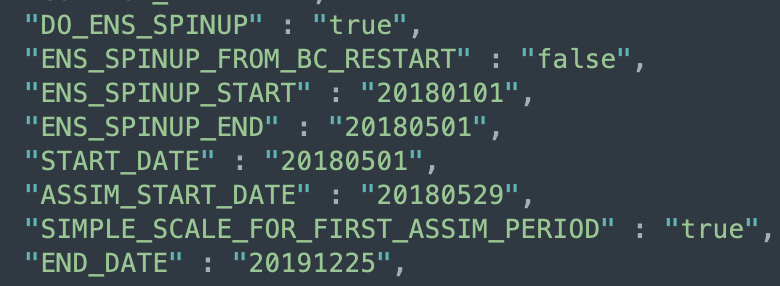 "DO_ENS_SPINUP" : "true",
"ENS_SPINUP_FROM_BC_RESTART" : "false",
"ENS_SPINUP_START" : "20180101",
"ENS_SPINUP_END" : "20180501",
"START_DATE" : "20180501",
"ASSIM_START_DATE" : "20180529",
"SIMPLE_SCALE_FOR_FIRST_ASSIM_PERIOD" : "true",
"END_DATE" : "20191225",